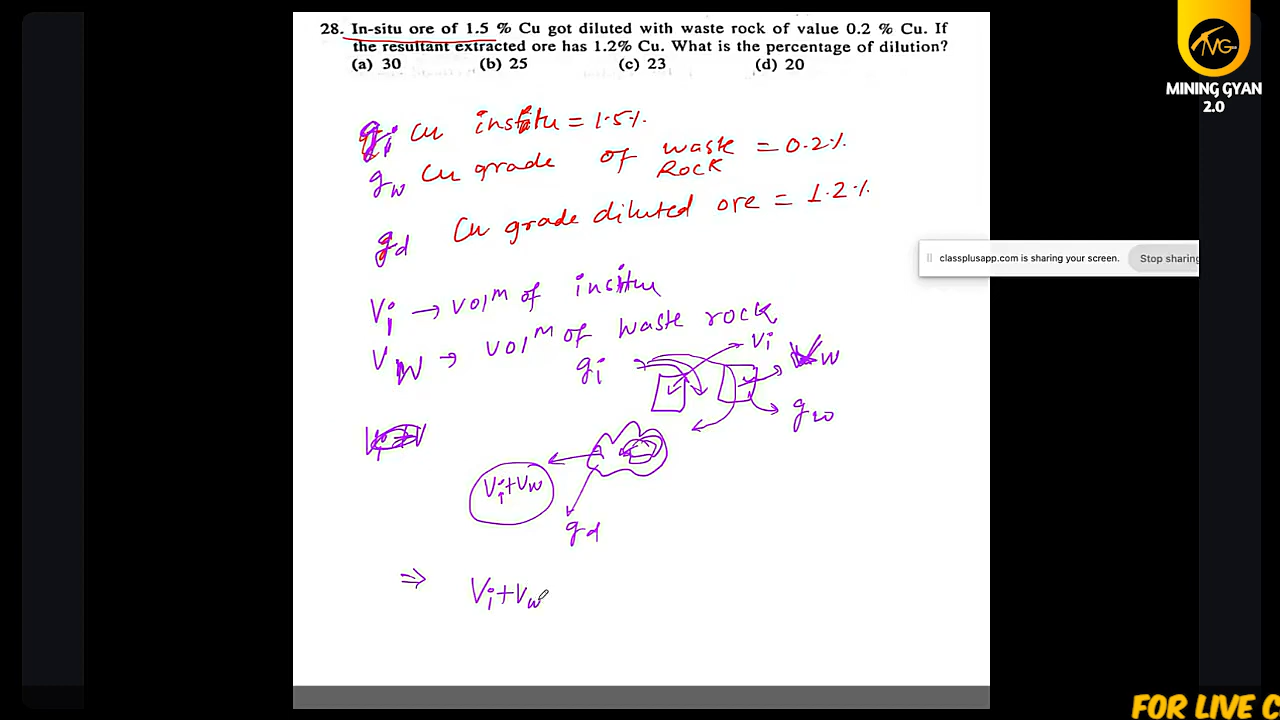 28. In-situ ore of 1.5 % Cu got diluted with waste rock of value 0.2 % Cu. If
the resultant extracted ore has 1.2% Cu. What is the percentage of dilution?
(a) 30 (b) 25 (c) 23 (d) 20
TVG
MINING GYAN
2.0
gi Cu insitu = 1.5%
gw Cu grade of waste Rock = 0.2%
gd Cu grade diluted ore = 1.2%
classplusapp.com is sharing your screen. Stop sharing
Vi → volm of insitu
Vw → volm of waste rock
gi
Vi
w
gw
Vi+Vw
gd
⇒ Vi+Vw
FOR LIVE C